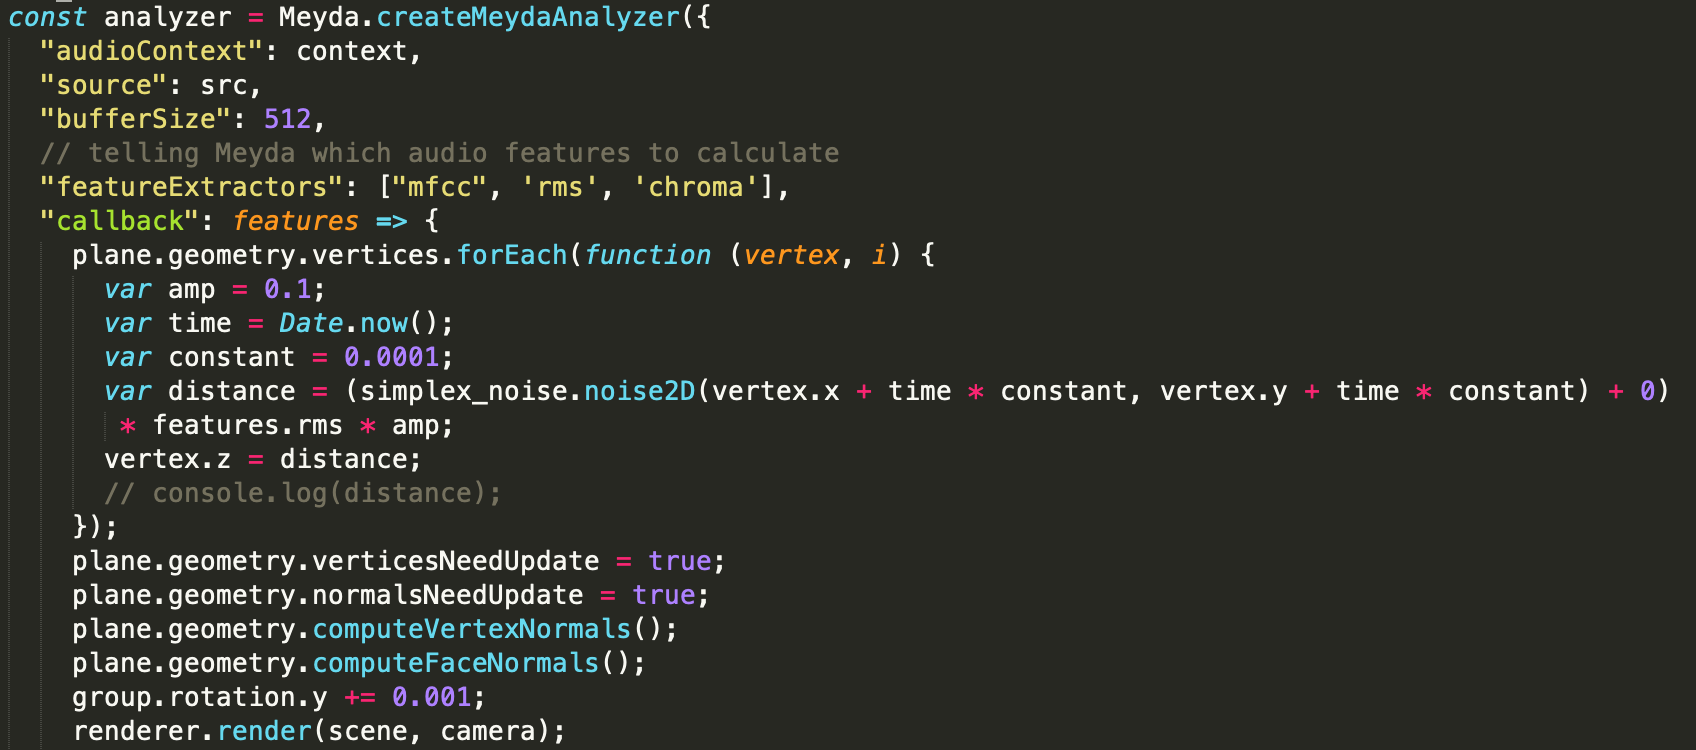 const analyzer = Meyda.createMeydaAnalyzer({
"audioContext": context,
"source": src,
"bufferSize": 512,
// telling Meyda which audio features to calculate
"featureExtractors": ["mfcc", 'rms', 'chroma'],
"callback": features => {
plane.geometry.vertices.forEach(function (vertex, i) {
var amp = 0.1;
var time = Date.now();
var constant = 0.0001;
var distance = (simplex_noise.noise2D(vertex.x + time * constant, vertex.y + time * constant) + 0)
* features.rms * amp;
vertex.z = distance;
// console.log(distance);
});
plane.geometry.verticesNeedUpdate = true;
plane.geometry.normalsNeedUpdate = true;
plane.geometry.computeVertexNormals();
plane.geometry.computeFaceNormals();
group.rotation.y += 0.001;
renderer.render(scene, camera);